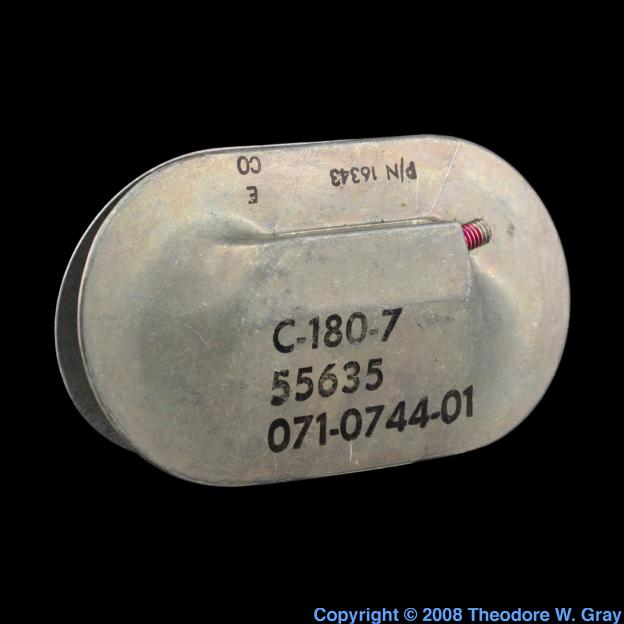 CO
E
P/N 16343
C-180-7
55635
071-0744-01
Copyright © 2008 Theodore W. Gray